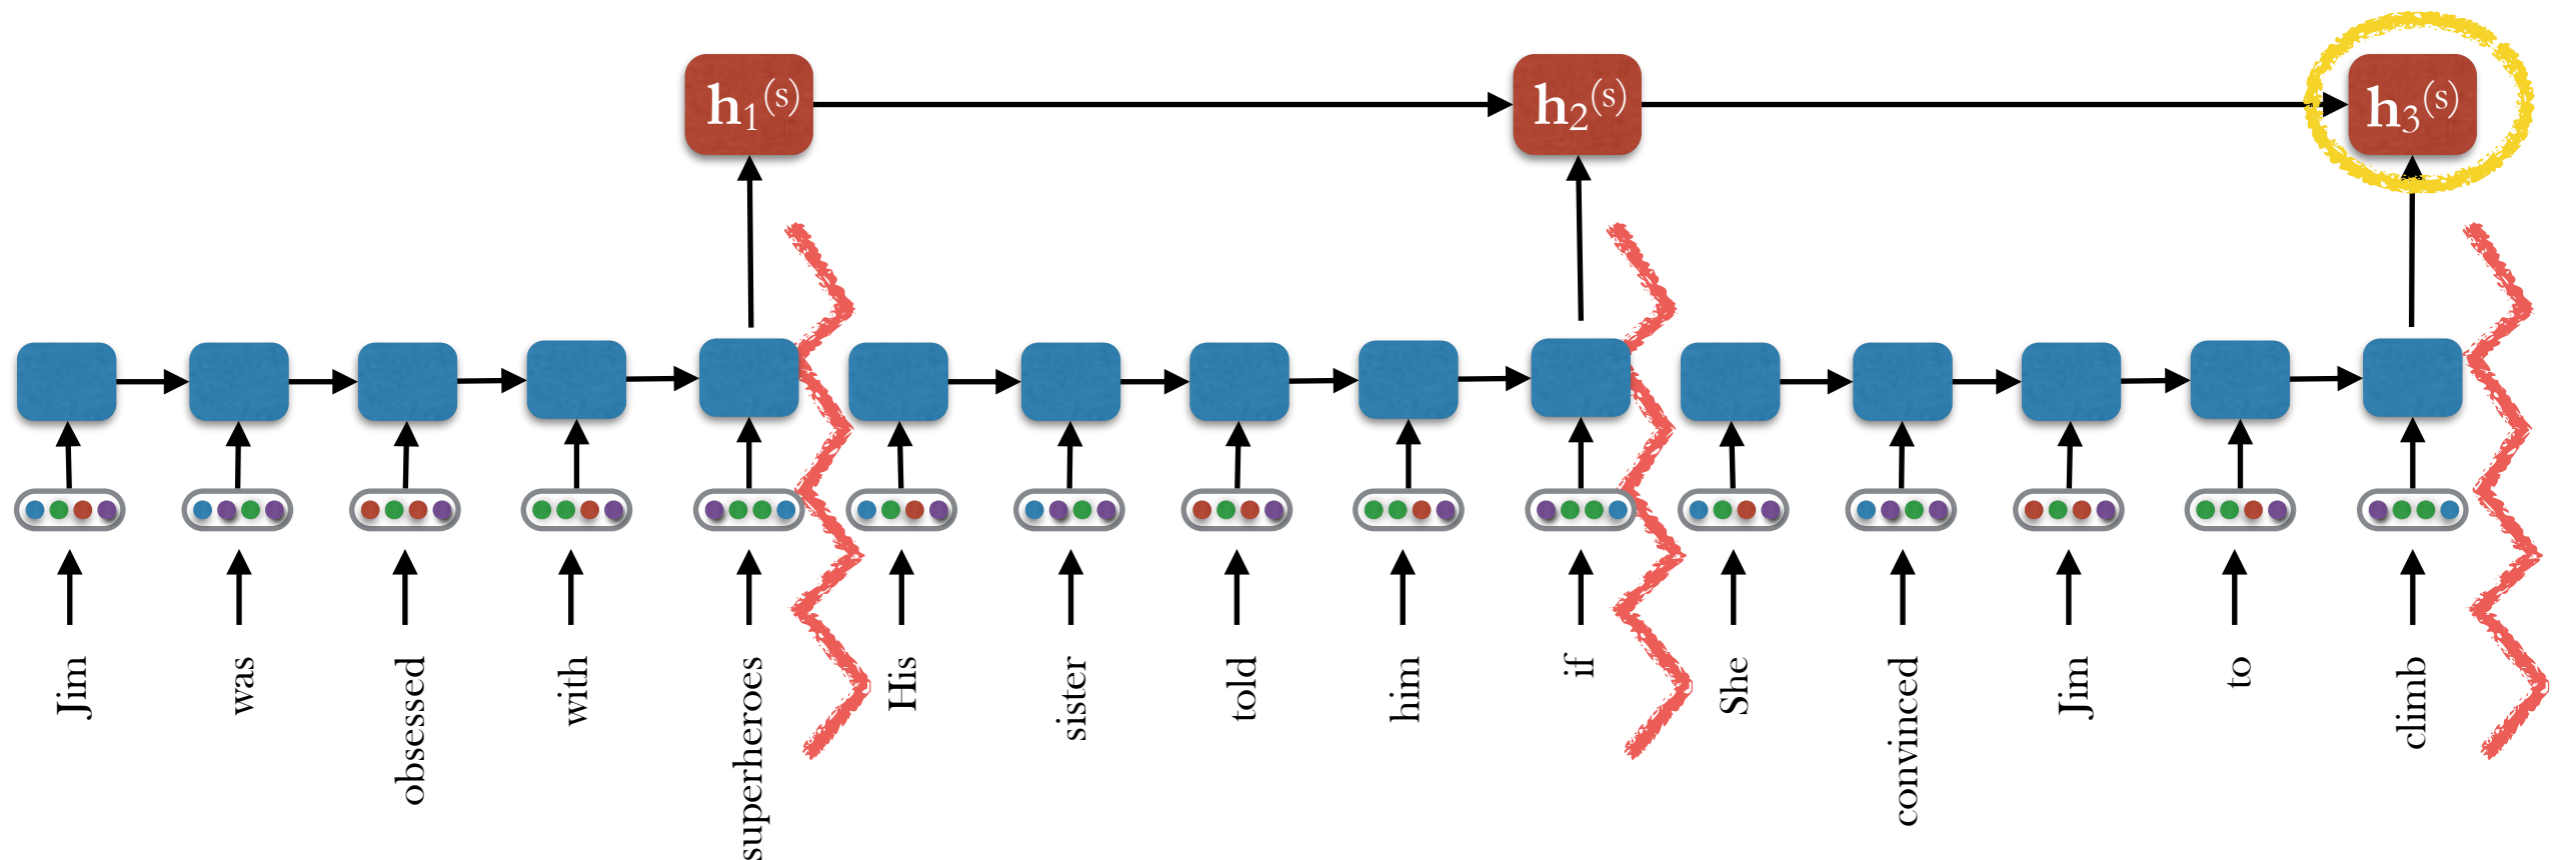 h1(s) h2(s) h3(s)
Jim
was
obsessed
with
superheroes
His
sister
told
him
if
She
convinced
Jim
to
climb